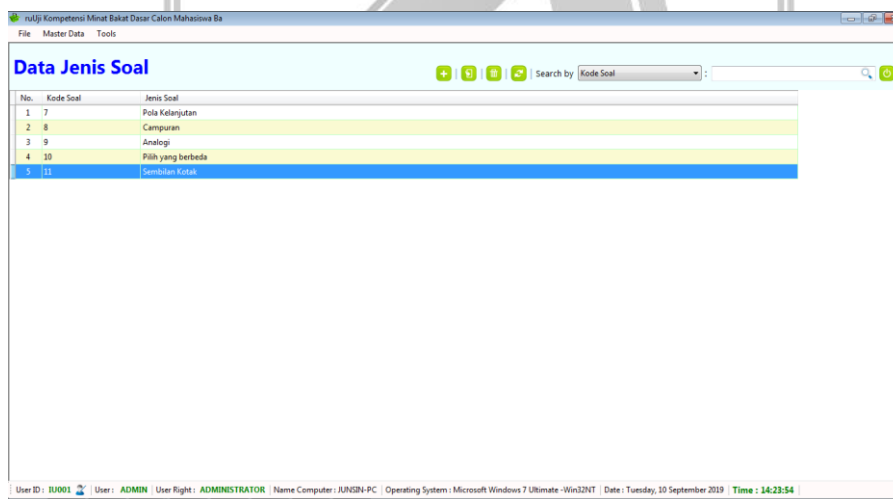 ruUji Kompetensi Minat Bakat Dasar Calon Mahasiswa Ba
File Master Data Tools
Data Jenis Soal
Search by Kode Soal :
No. Kode Soal Jenis Soal
1 7 Pola Kelanjutan
2 8 Campuran
3 9 Analogi
4 10 Pilih yang berbeda
5 11 Sembilan Kotak
User ID : IU001 User : ADMIN User Right : ADMINISTRATOR Name Computer : JUNSIN-PC Operating System : Microsoft Windows 7 Ultimate -Win32NT Date : Tuesday, 10 September 2019 Time : 14:23:54